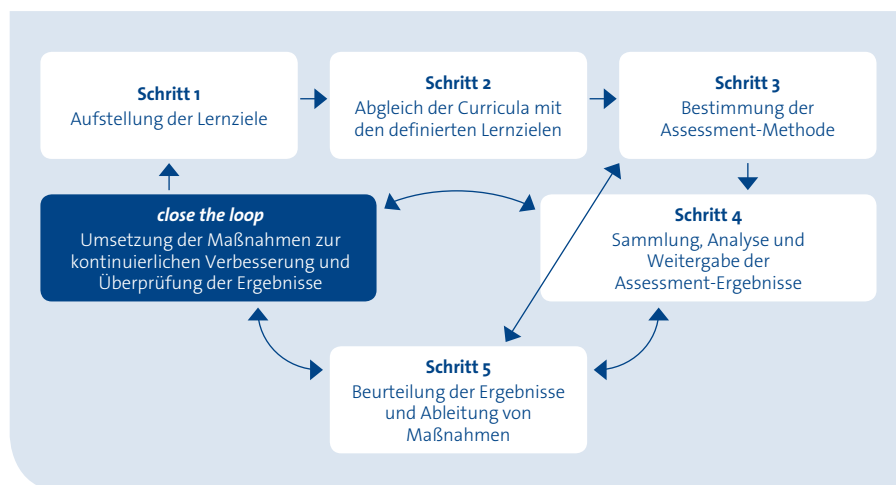 Schritt 1
Aufstellung der Lernziele
Schritt 2
Abgleich der Curricula mit
den definierten Lernzielen
Schritt 3
Bestimmung der
Assessment-Methode
close the loop
Umsetzung der Maßnahmen zur
kontinuierlichen Verbesserung und
Überprüfung der Ergebnisse
Schritt 4
Sammlung, Analyse und
Weitergabe der
Assessment-Ergebnisse
Schritt 5
Beurteilung der Ergebnisse
und Ableitung von
Maßnahmen